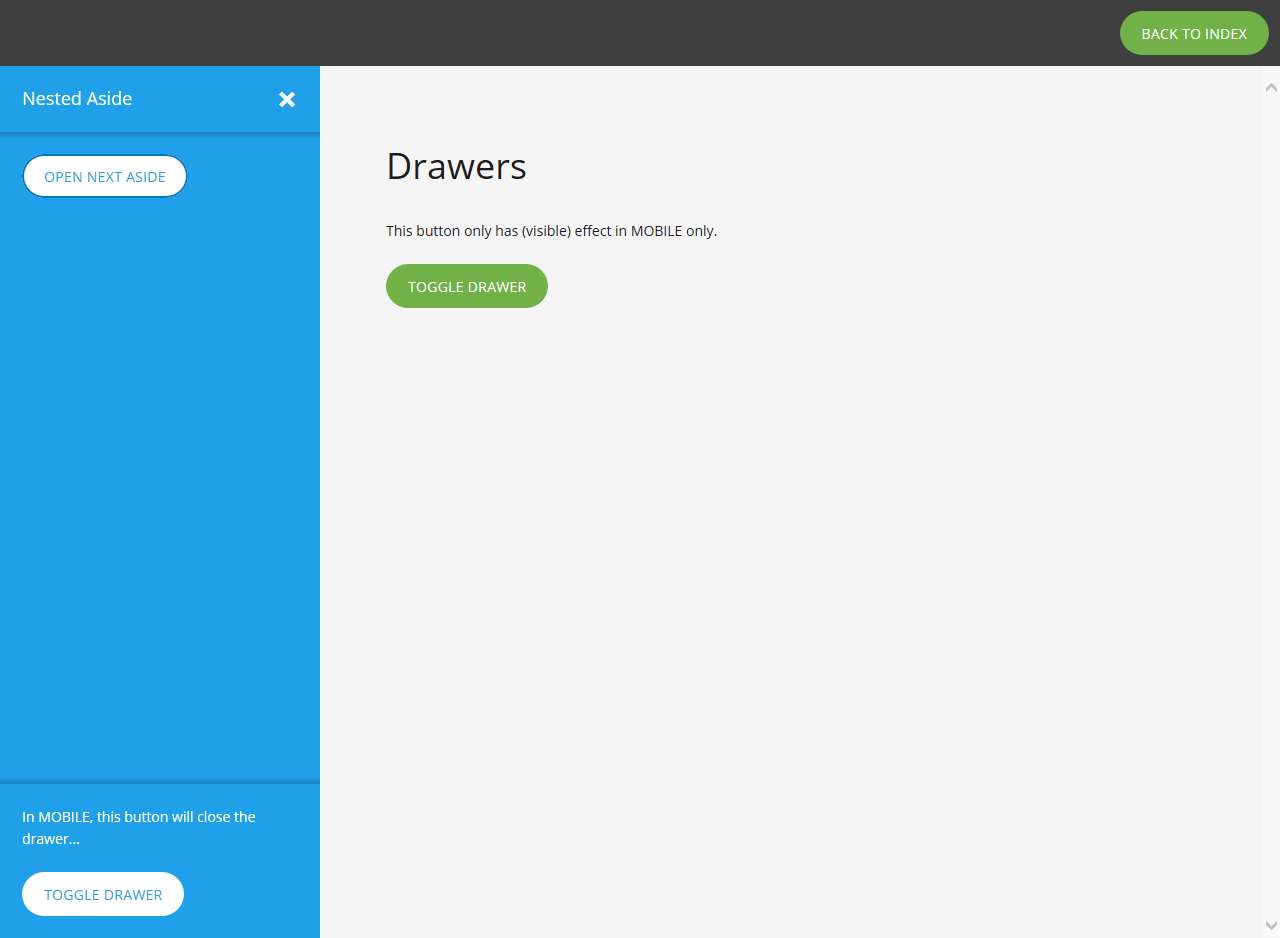 BACK TO INDEX
Nested Aside
OPEN NEXT ASIDE
Drawers
This button only has (visible) effect in MOBILE only.
TOGGLE DRAWER
In MOBILE, this button will close the
drawer...
TOGGLE DRAWER